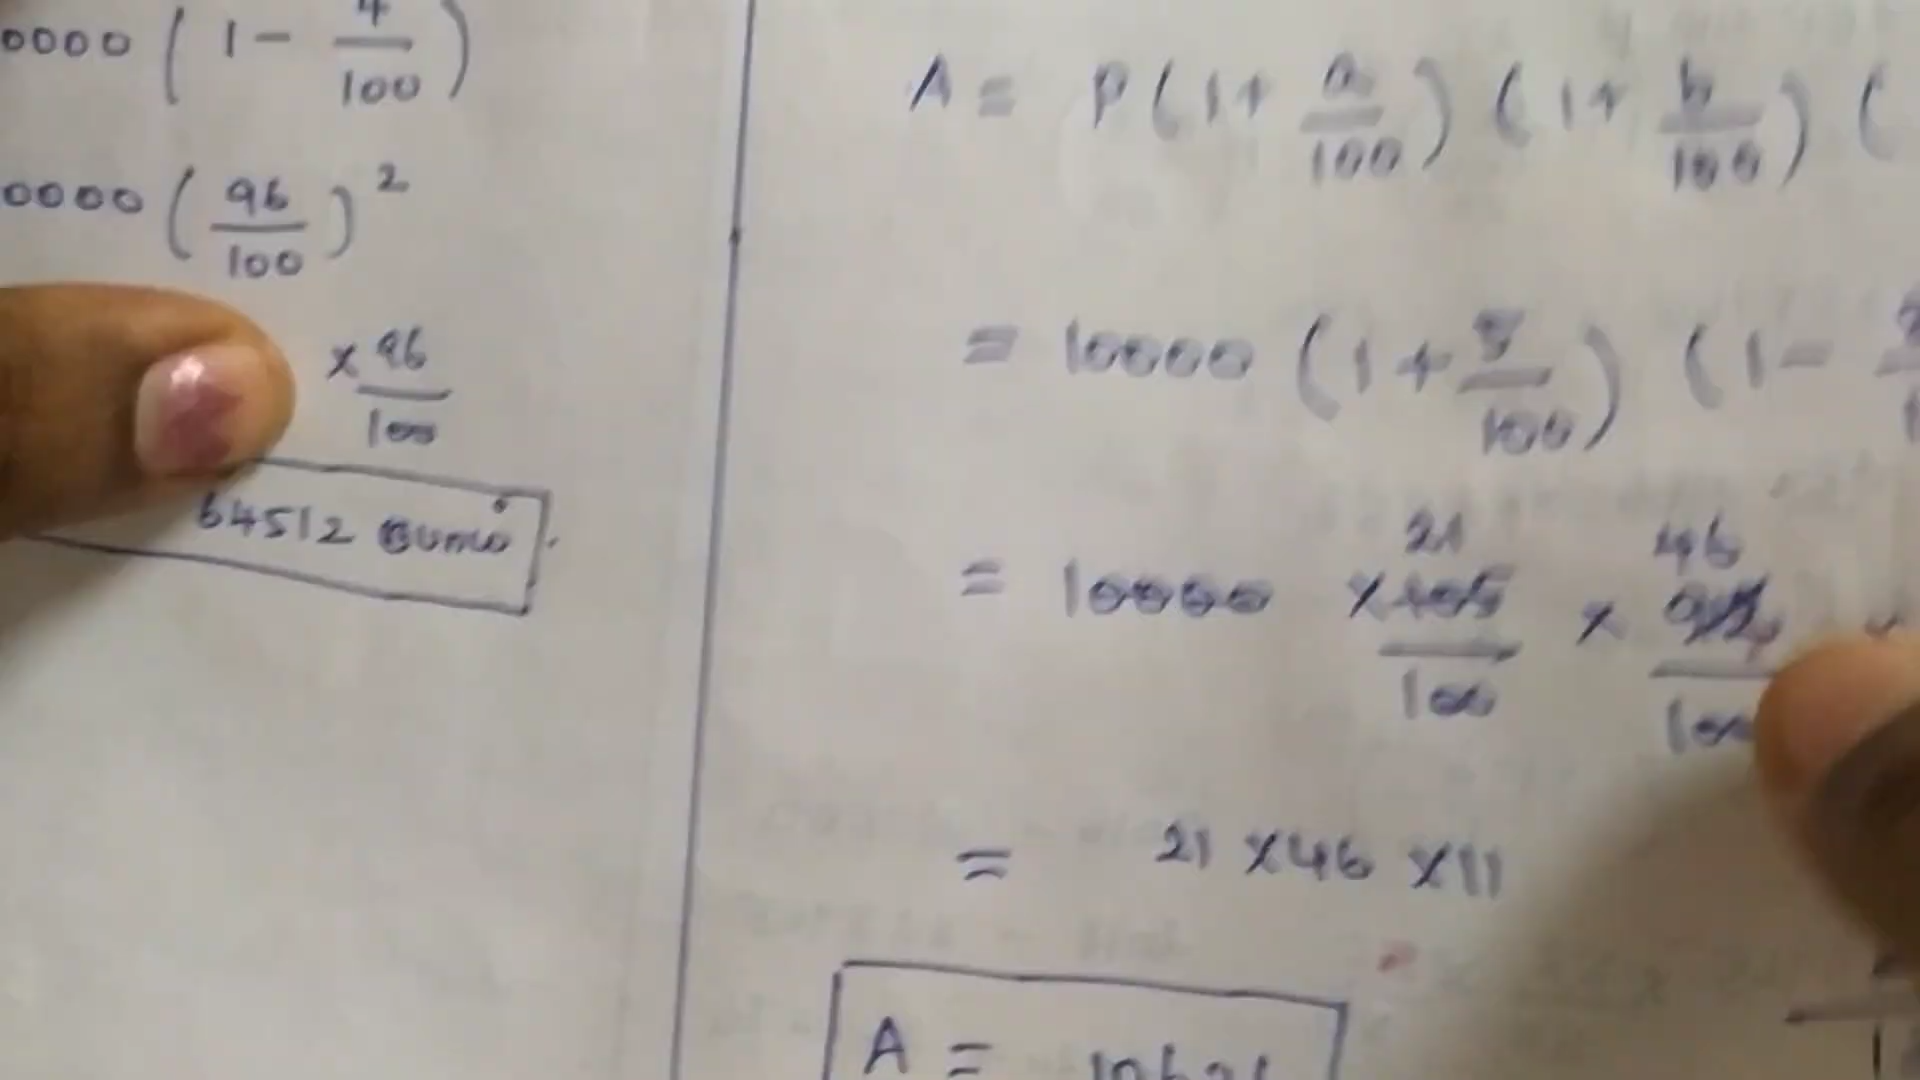 0000 ( 1 - 4/100 )
0000 ( 96/100 )²
× 96/100
64512 ரூபாய்.
A = P ( 1 + a/100 ) ( 1 + b/100 ) (
= 10000 ( 1 + 5/100 ) ( 1 -
21 46
= 10000 × 105/100 × 92/100
= 21 × 46 × 11
A = 10626